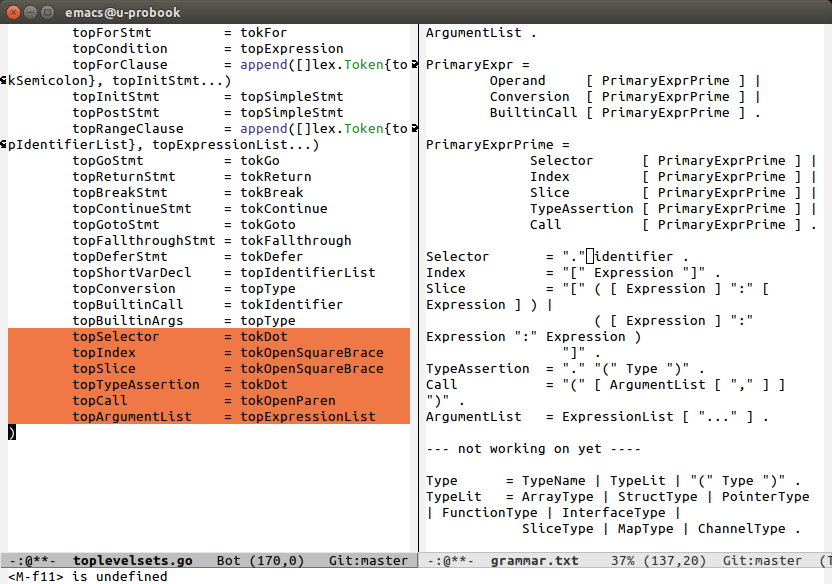 emacs@u-probook
topForStmt         = tokFor
topCondition       = topExpression
topForClause       = append([]lex.Token{to
kSemicolon}, topInitStmt...)
topInitStmt        = topSimpleStmt
topPostStmt        = topSimpleStmt
topRangeClause     = append([]lex.Token{to
pIdentifierList}, topExpressionList...)
topGoStmt          = tokGo
topReturnStmt      = tokReturn
topBreakStmt       = tokBreak
topContinueStmt    = tokContinue
topGotoStmt        = tokGoto
topFallthroughStmt = tokFallthrough
topDeferStmt       = tokDefer
topShortVarDecl    = topIdentifierList
topConversion      = topType
topBuiltinCall     = tokIdentifier
topBuiltinArgs     = topType
topSelector        = tokDot
topIndex           = tokOpenSquareBrace
topSlice           = tokOpenSquareBrace
topTypeAssertion   = tokDot
topCall            = tokOpenParen
topArgumentList    = topExpressionList
)
-:@**-  toplevelsets.go   Bot (170,0)   Git:master
ArgumentList .
PrimaryExpr =
Operand     [ PrimaryExprPrime ] |
Conversion  [ PrimaryExprPrime ] |
BuiltinCall [ PrimaryExprPrime ] .
PrimaryExprPrime =
Selector      [ PrimaryExprPrime ] |
Index         [ PrimaryExprPrime ] |
Slice         [ PrimaryExprPrime ] |
TypeAssertion [ PrimaryExprPrime ] |
Call          [ PrimaryExprPrime ] .
Selector       = "." identifier .
Index          = "[" Expression "]" .
Slice          = "[" ( [ Expression ] ":" [
Expression ] ) |
( [ Expression ] ":"
Expression ":" Expression )
"]" .
TypeAssertion  = "." "(" Type ")" .
Call           = "(" [ ArgumentList [ "," ] ]
")" .
ArgumentList   = ExpressionList [ "..." ] .
--- not working on yet ----
Type      = TypeName | TypeLit | "(" Type ")" .
TypeLit   = ArrayType | StructType | PointerType
| FunctionType | InterfaceType |
SliceType | MapType | ChannelType .
-:@**-  grammar.txt    37% (137,20)  Git:master  (T
<M-f11> is undefined